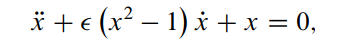 ẍ + ϵ (x² − 1) ẋ + x = 0,